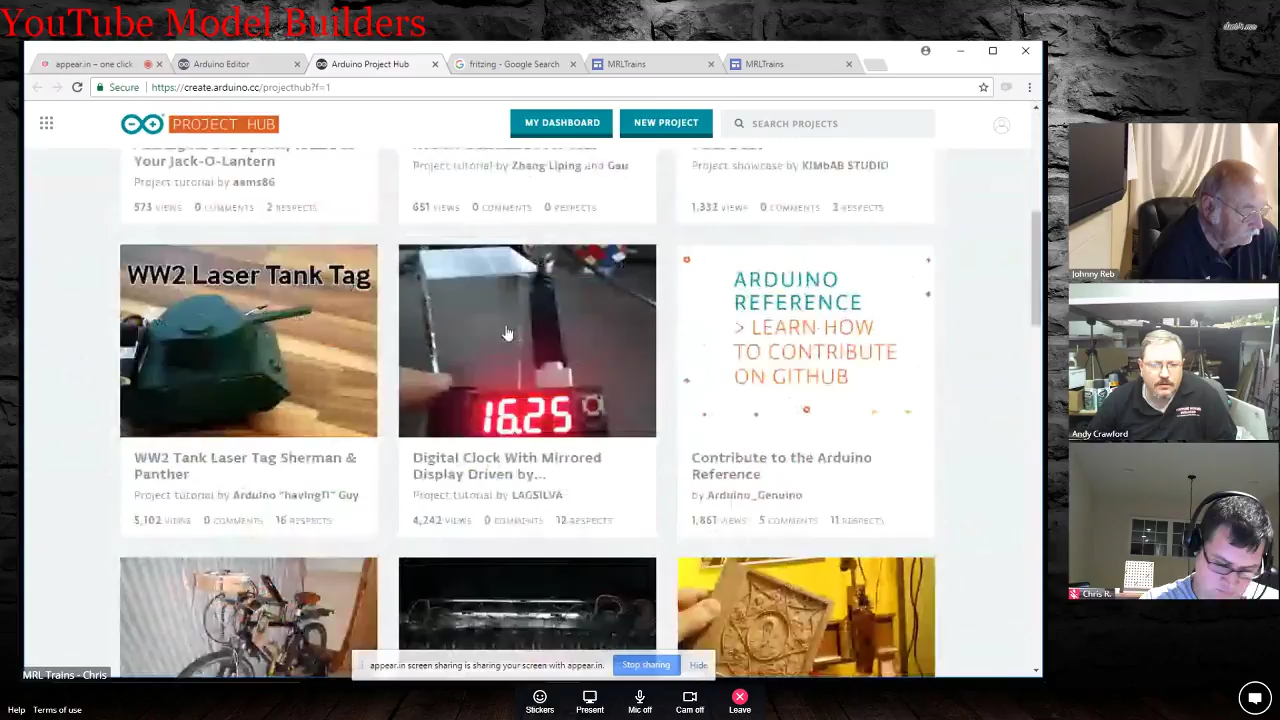 YouTube Model Builders
appear.in – one click
Arduino Editor
Arduino Project Hub
fritzing - Google Search
MRLTrains
MRLTrains
Secure
https://create.arduino.cc/projecthub?f=1
PROJECT HUB
MY DASHBOARD
NEW PROJECT
SEARCH PROJECTS
Your Jack-O-Lantern
Project tutorial by aams86
573 VIEWS 0 COMMENTS 2 RESPECTS
Project tutorial by Zhang Liping and Gau
651 VIEWS 0 COMMENTS 0 RESPECTS
Project showcase by KIMAB STUDIO
1,332 VIEWS 0 COMMENTS 2 RESPECTS
WW2 Laser Tank Tag
16.25
ARDUINO
REFERENCE
> LEARN HOW
TO CONTRIBUTE
ON GITHUB
WW2 Tank Laser Tag Sherman &
Panther
Project tutorial by Arduino "having11" Guy
5,102 VIEWS 0 COMMENTS 16 RESPECTS
Digital Clock With Mirrored
Display Driven by...
Project tutorial by LAGSILVA
4,242 VIEWS 0 COMMENTS 12 RESPECTS
Contribute to the Arduino
Reference
by Arduino_Genuino
1,861 VIEWS 5 COMMENTS 11 RESPECTS
appear.in screen sharing is sharing your screen with appear.in.
Stop sharing
Hide
MRL Trains - Chris
Johnny Reb
Andy Crawford
Chris R.
Help
Terms of use
Stickers
Present
Mic off
Cam off
Leave